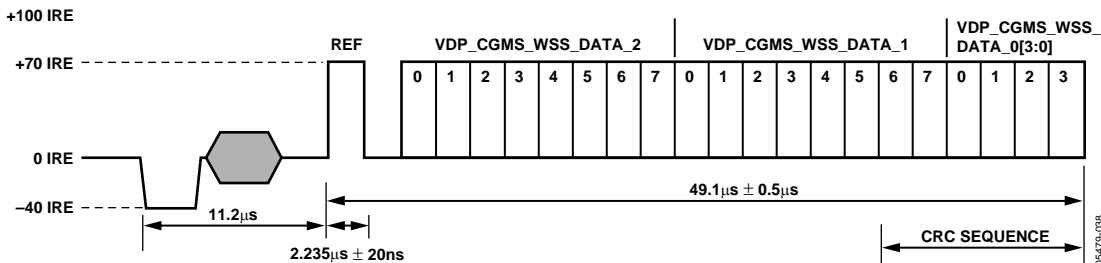 +100 IRE
REF
VDP_CGMS_WSS_DATA_2
VDP_CGMS_WSS_DATA_1
VDP_CGMS_WSS_
DATA_0[3:0]
+70 IRE
0 1 2 3 4 5 6 7 0 1 2 3 4 5 6 7 0 1 2 3
0 IRE
–40 IRE
49.1µs ± 0.5µs
11.2µs
CRC SEQUENCE
2.235µs ± 20ns
05479-038